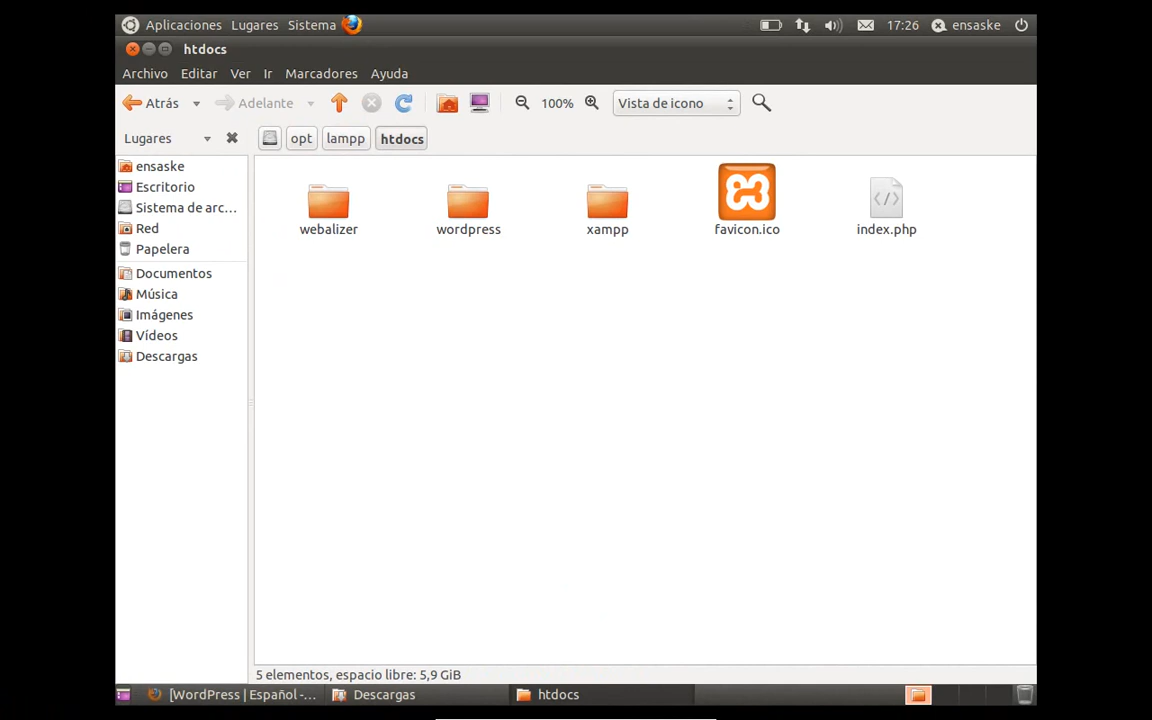 Aplicaciones Lugares Sistema 17:26 ensaske
htdocs
Archivo Editar Ver Ir Marcadores Ayuda
Atrás Adelante 100% Vista de icono
Lugares opt lampp htdocs
ensaske
Escritorio
Sistema de arc...
Red
Papelera
Documentos
Música
Imágenes
Vídeos
Descargas
webalizer wordpress xampp favicon.ico index.php
5 elementos, espacio libre: 5,9 GiB
[WordPress | Español -... Descargas htdocs